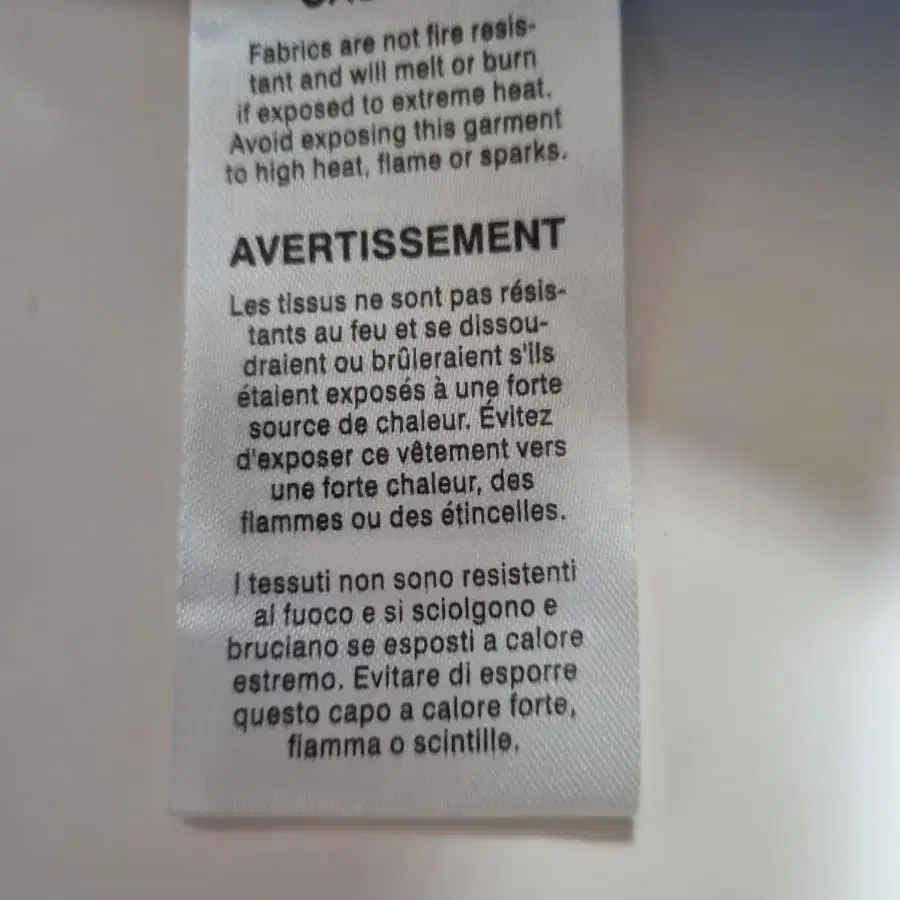 Fabrics are not fire resis-
tant and will melt or burn
if exposed to extreme heat.
Avoid exposing this garment
to high heat, flame or sparks.
AVERTISSEMENT
Les tissus ne sont pas résis-
tants au feu et se dissou-
draient ou brûleraient s'ils
étaient exposés à une forte
source de chaleur. Évitez
d'exposer ce vêtement vers
une forte chaleur, des
flammes ou des étincelles.
I tessuti non sono resistenti
al fuoco e si sciolgono e
bruciano se esposti a calore
estremo. Evitare di esporre
questo capo a calore forte,
fiamma o scintille.